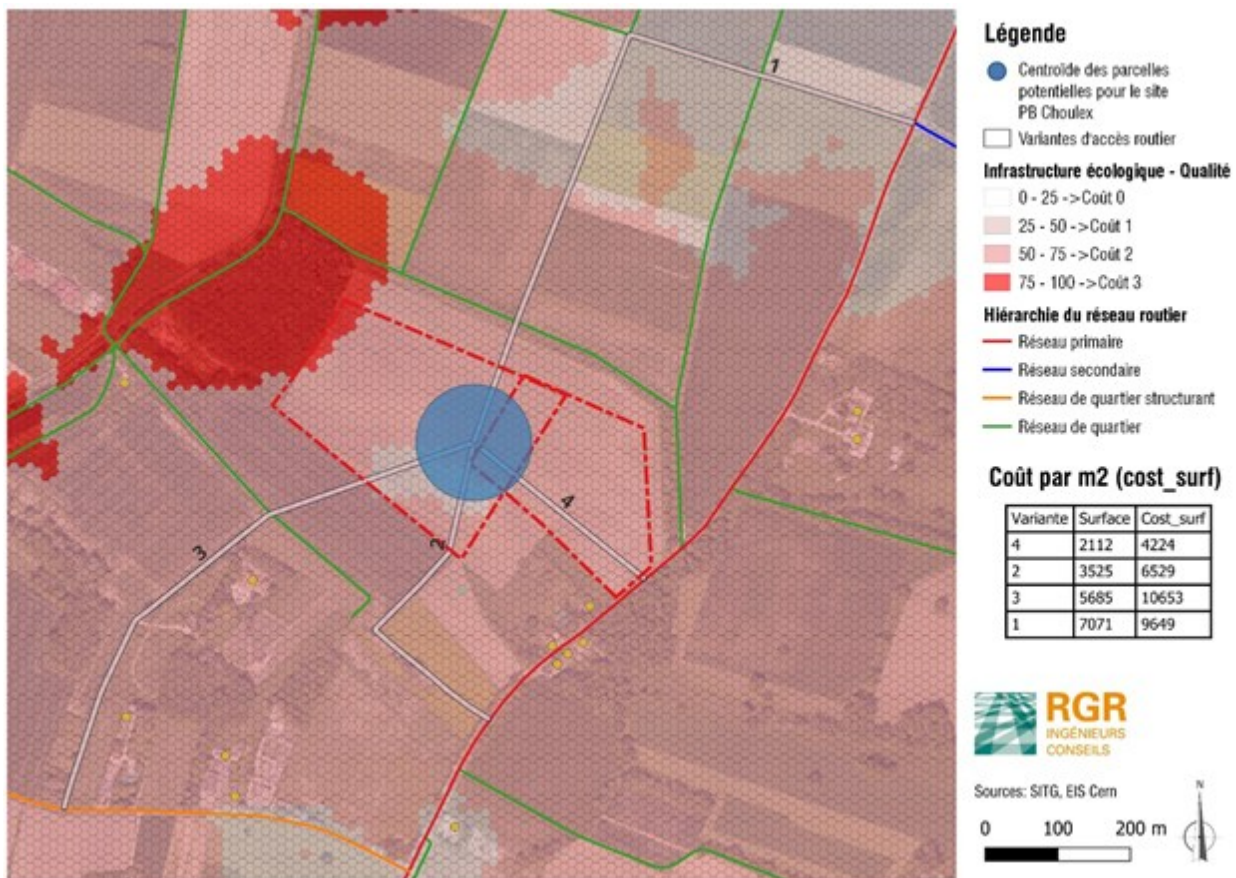 1
2
3
4
Légende
Centroïde des parcelles
potentielles pour le site
PB Choulex
Variantes d'accès routier
Infrastructure écologique - Qualité
0 - 25 ->Coût 0
25 - 50 ->Coût 1
50 - 75 ->Coût 2
75 - 100 ->Coût 3
Hiérarchie du réseau routier
Réseau primaire
Réseau secondaire
Réseau de quartier structurant
Réseau de quartier
Coût par m2 (cost_surf)
Variante Surface Cost_surf
4 2112 4224
2 3525 6529
3 5685 10653
1 7071 9649
RGR
INGÉNIEURS
CONSEILS
Sources: SITG, EIS Cern
N
0 100 200 m